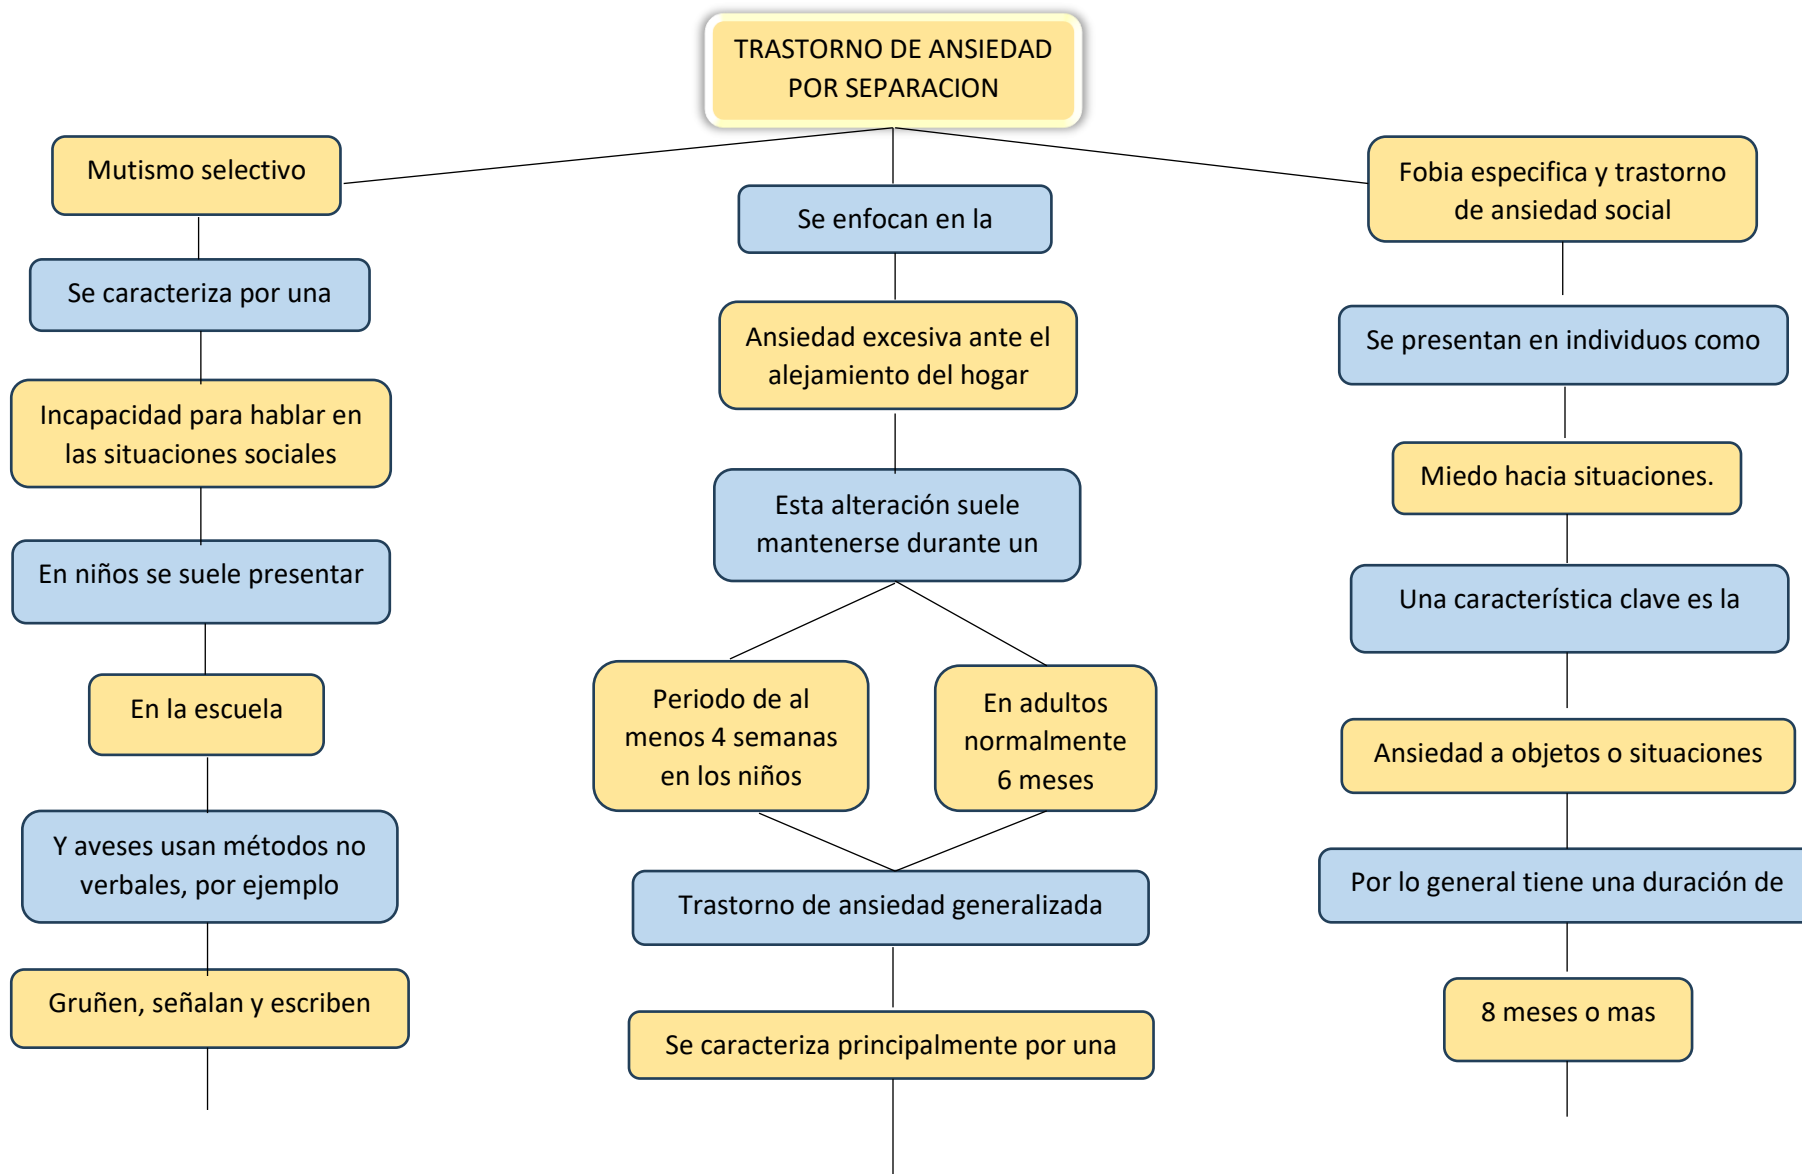 TRASTORNO DE ANSIEDAD
POR SEPARACION
Mutismo selectivo
Se caracteriza por una
Incapacidad para hablar en
las situaciones sociales
En niños se suele presentar
En la escuela
Y aveses usan métodos no
verbales, por ejemplo
Gruñen, señalan y escriben
Se enfocan en la
Ansiedad excesiva ante el
alejamiento del hogar
Esta alteración suele
mantenerse durante un
Periodo de al
menos 4 semanas
en los niños
En adultos
normalmente
6 meses
Trastorno de ansiedad generalizada
Se caracteriza principalmente por una
Fobia especifica y trastorno
de ansiedad social
Se presentan en individuos como
Miedo hacia situaciones.
Una característica clave es la
Ansiedad a objetos o situaciones
Por lo general tiene una duración de
8 meses o mas